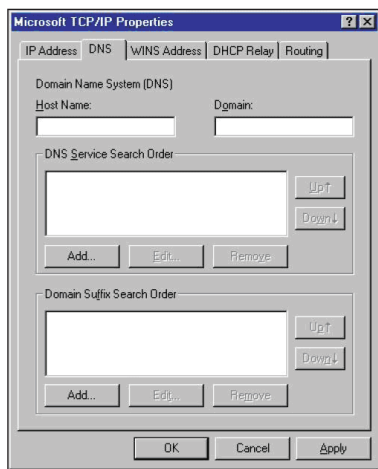 Microsoft TCP/IP Properties
IP Address DNS WINS Address DHCP Relay Routing
Domain Name System (DNS)
Host Name: Domain:
DNS Service Search Order
Up↑
Down↓
Add... Edit... Remove
Domain Suffix Search Order
Up↑
Down↓
Add... Edit... Remove
OK Cancel Apply